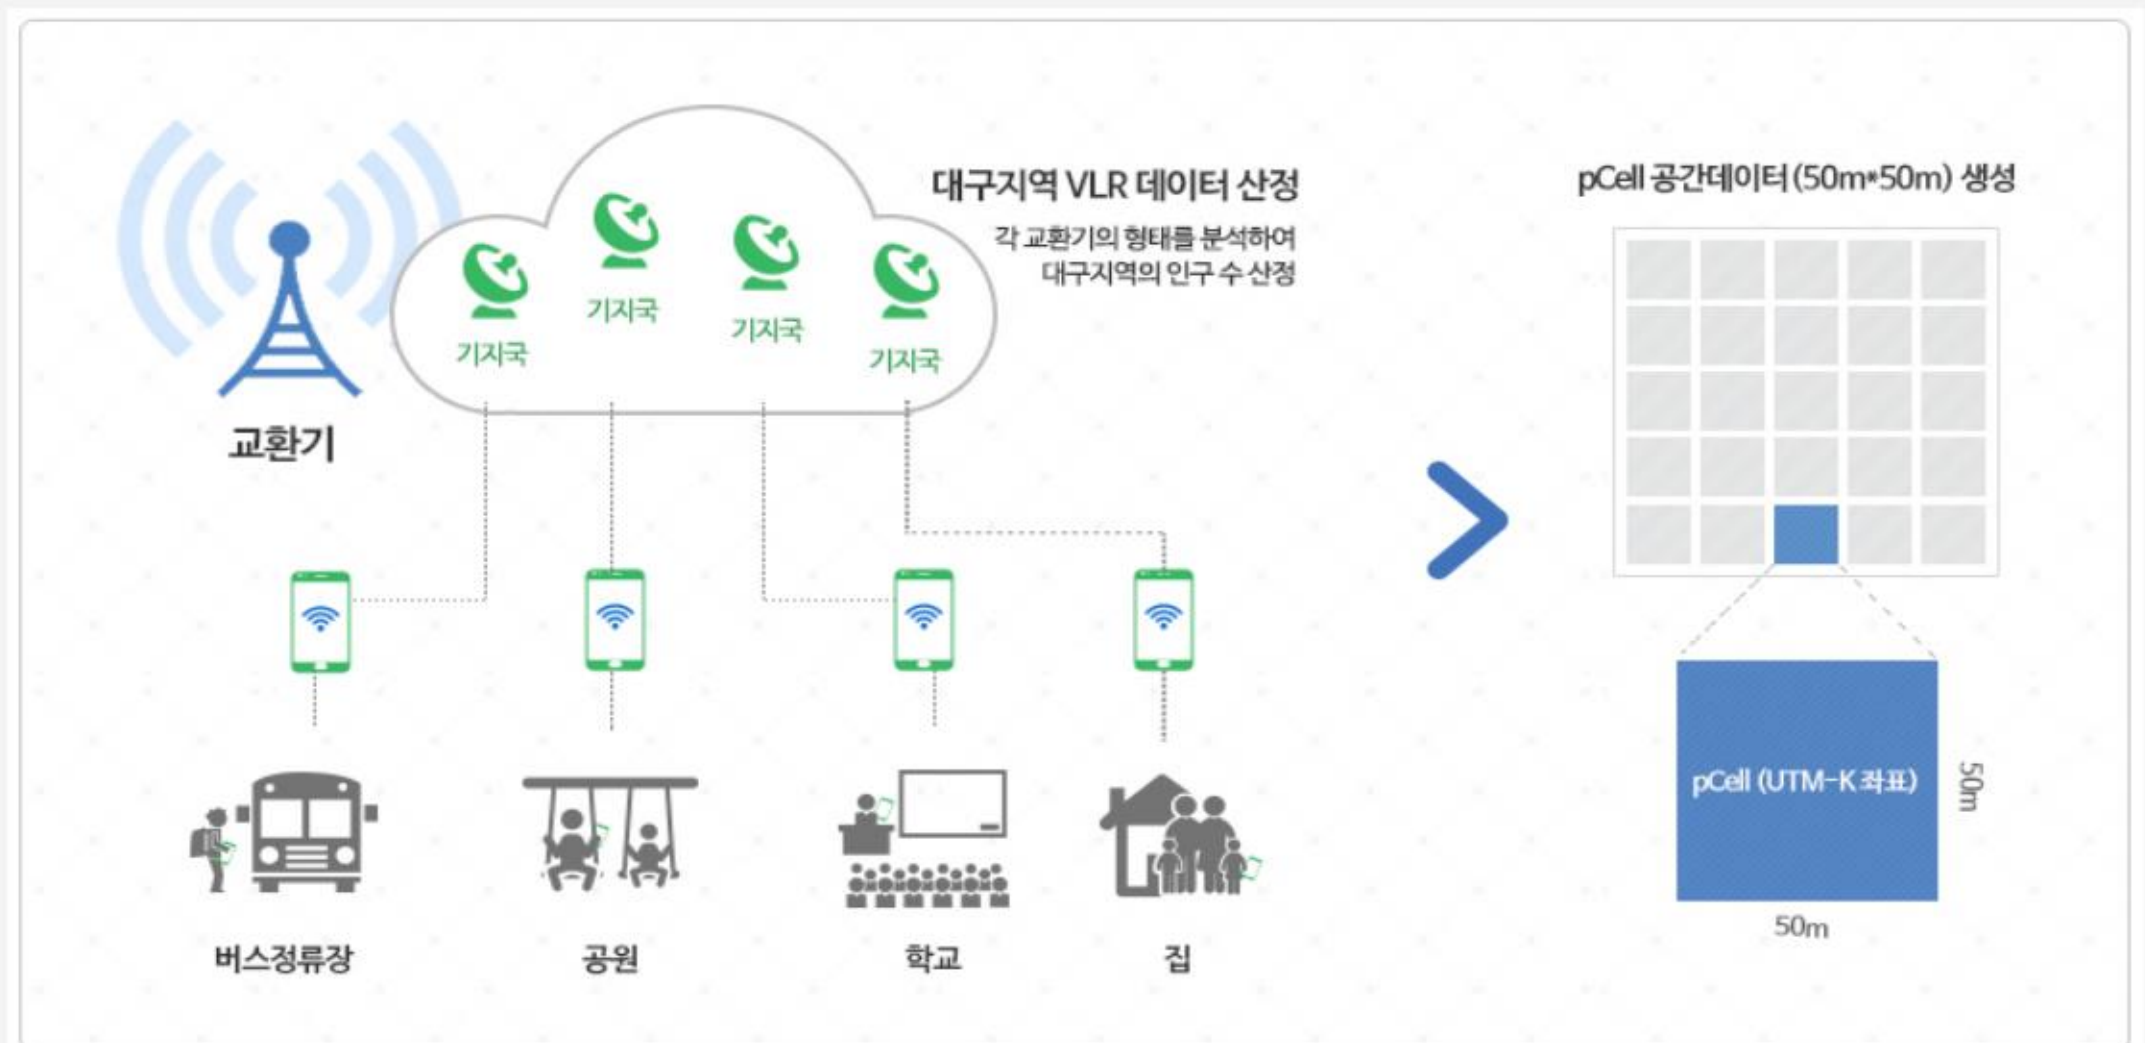 대구지역 VLR 데이터 산정
각 교환기의 형태를 분석하여
대구지역의 인구 수 산정
기지국
기지국
기지국
기지국
교환기
버스정류장
공원
학교
집
pCell 공간데이터(50m*50m) 생성
pCell (UTM-K 좌표)
50m
50m